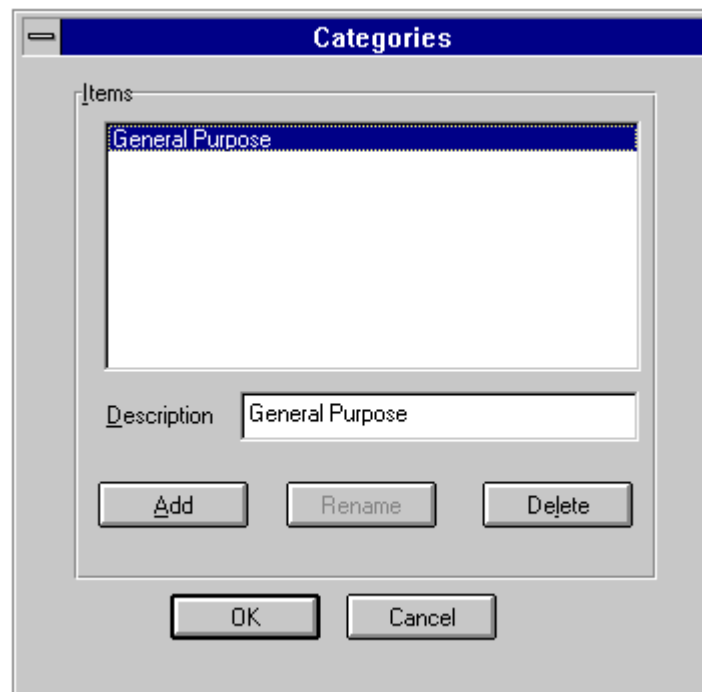 Categories
Items
General Purpose
Description General Purpose
Add Rename Delete
OK Cancel